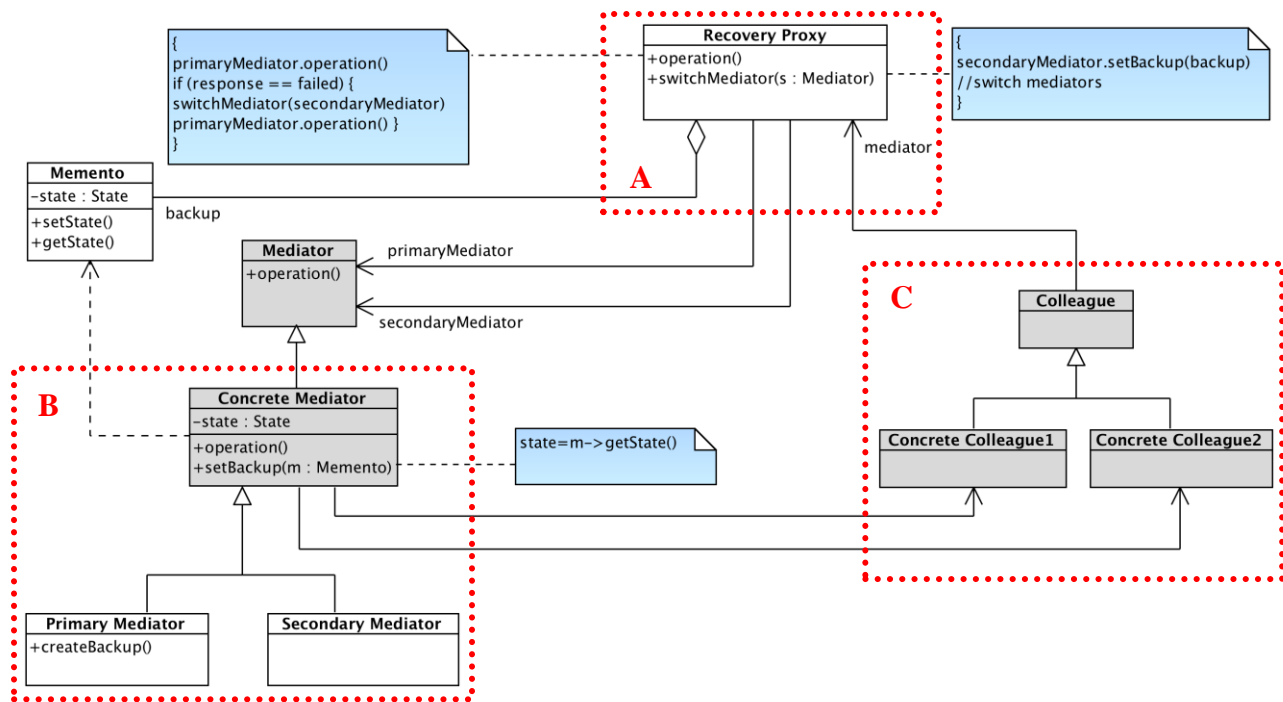 {
primaryMediator.operation()
if (response == failed) {
switchMediator(secondaryMediator)
primaryMediator.operation() }
}
Recovery Proxy
+operation()
+switchMediator(s : Mediator)
{
secondaryMediator.setBackup(backup)
//switch mediators
}
mediator
A
Memento
-state : State
+setState()
+getState()
backup
Mediator
+operation()
primaryMediator
secondaryMediator
C
Colleague
Concrete Colleague1
Concrete Colleague2
B
Concrete Mediator
-state : State
+operation()
+setBackup(m : Memento)
state=m->getState()
Primary Mediator
+createBackup()
Secondary Mediator